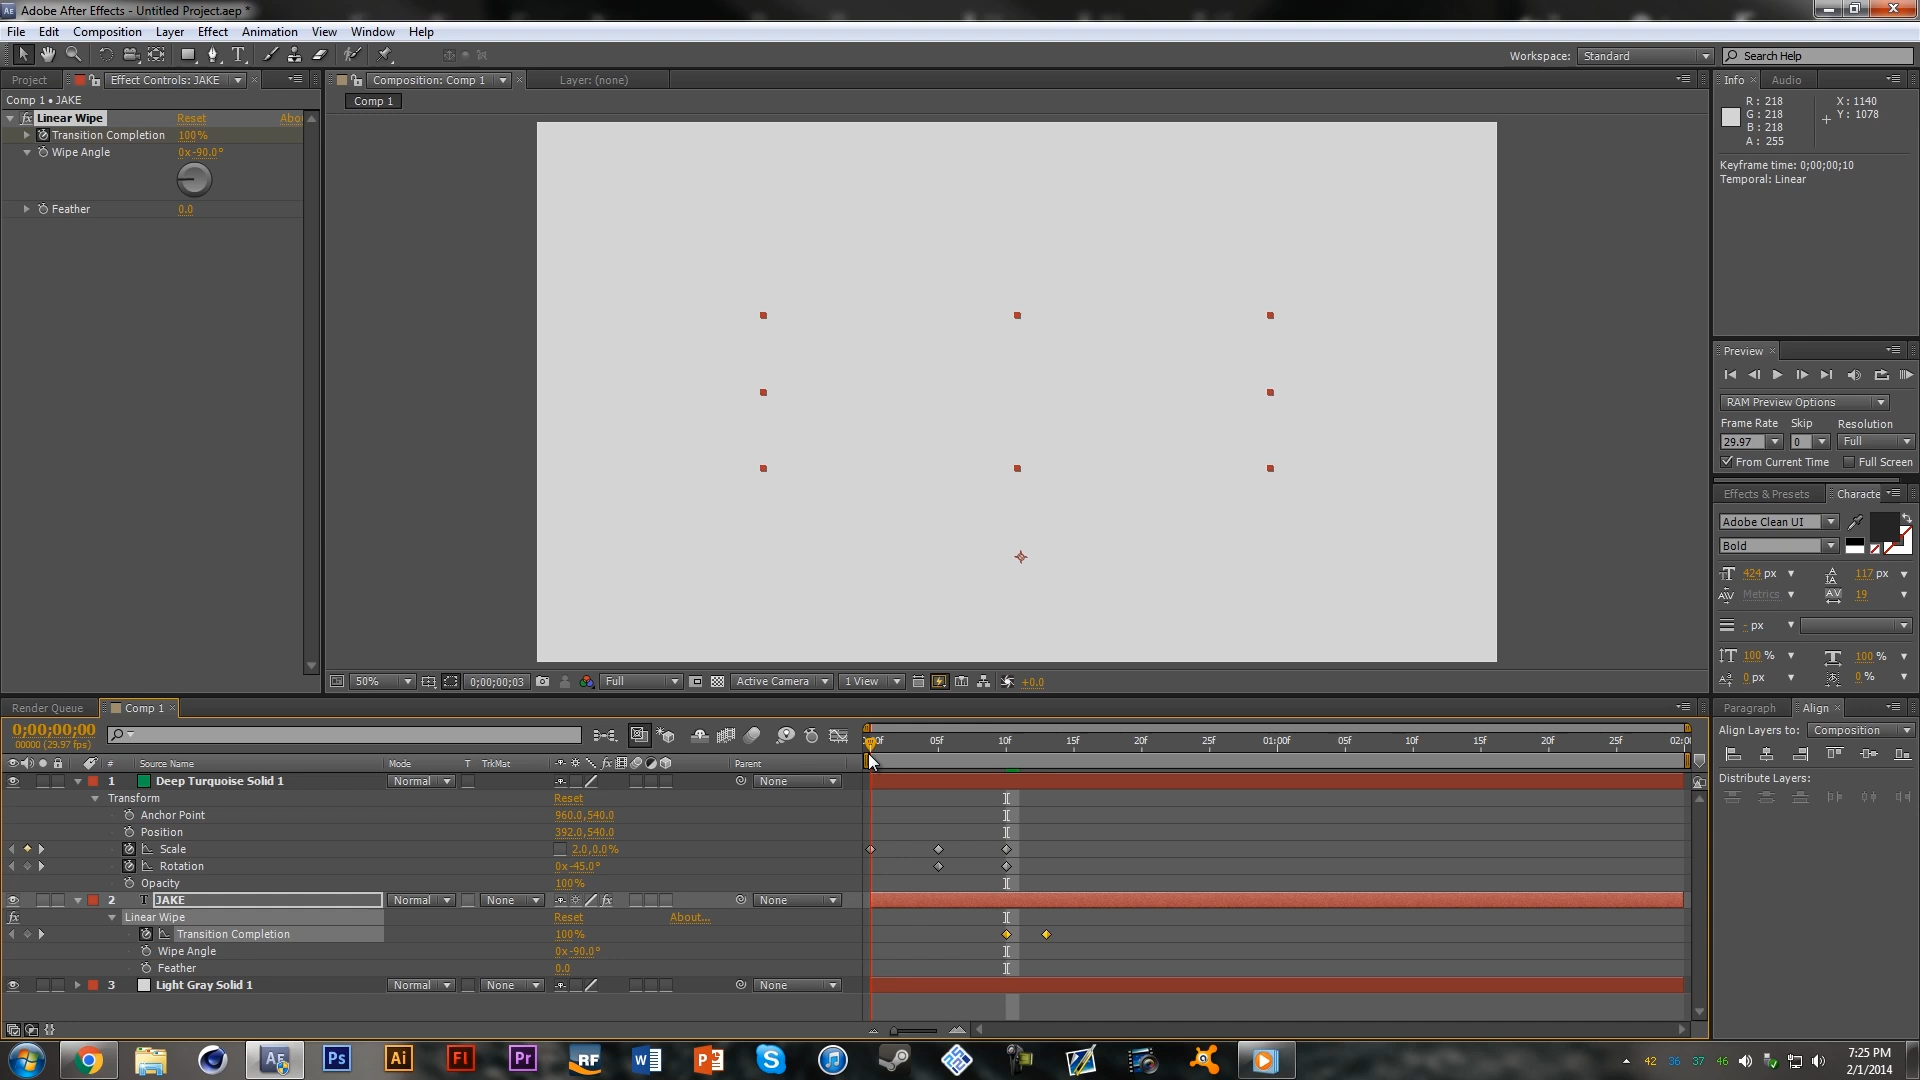 Adobe After Effects - Untitled Project.aep *
File Edit Composition Layer Effect Animation View Window Help
Workspace: Standard Search Help
Project Effect Controls: JAKE
Composition: Comp 1 Layer: (none)
Info Audio
Comp 1 • JAKE
Comp 1
Linear Wipe Reset Abo
Transition Completion 100%
Wipe Angle 0x-90.0°
Feather 0.0
R: 218
G: 218
B: 218
A: 255
X: 1140
Y: 1078
Keyframe time: 0;00;00;10
Temporal: Linear
Preview
RAM Preview Options
Frame Rate Skip Resolution
29.97 0 Full
From Current Time Full Screen
Effects & Presets Characte
Adobe Clean UI
Bold
424 px 117 px
Metrics 19
- px
100 % 100 %
0 px 0 %
50% 0;00;00;03 Full Active Camera 1 View +0.0
Render Queue Comp 1
Paragraph Align
0;00;00;00
00000 (29.97 fps)
05f 10f 15f 20f 25f 01:00f 05f 10f 15f 20f 25f 02:0
Align Layers to: Composition
Distribute Layers:
# Source Name Mode T TrkMat Parent
1 Deep Turquoise Solid 1 Normal None
Transform Reset
Anchor Point 960.0,540.0
Position 392.0,540.0
Scale 2.0,0.0%
Rotation 0x-45.0°
Opacity 100%
2 T JAKE Normal None None
Linear Wipe Reset About...
Transition Completion 100%
Wipe Angle 0x-90.0°
Feather 0.0
3 Light Gray Solid 1 Normal None None
AE Ps Ai Fl Pr RF
42 36 37 46
7:25 PM
2/1/2014